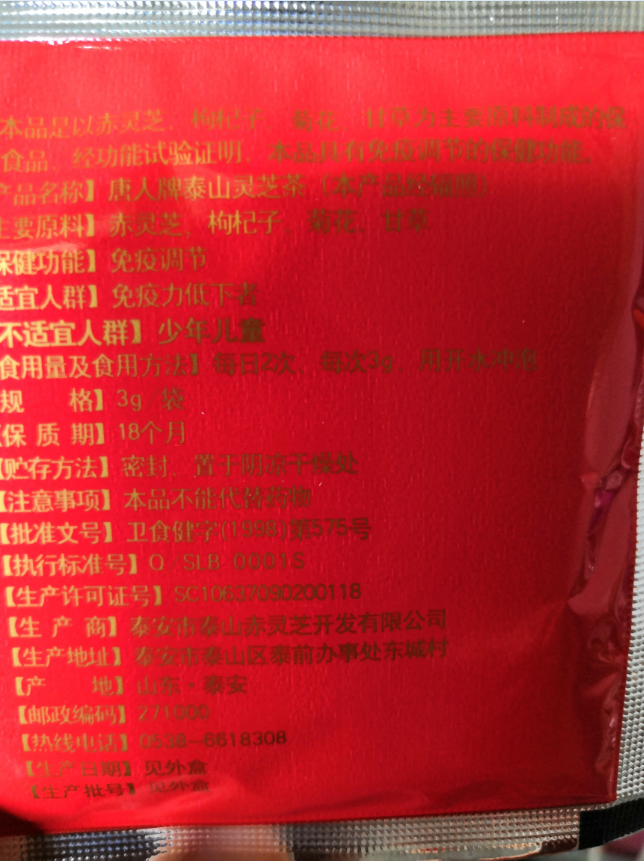 本品是以赤灵芝、枸杞子、菊花、甘草为主要原料制成的保
食品，经功能试验证明，本品具有免疫调节的保健功能。
产品名称】唐人牌泰山灵芝茶（本产品经辐照）
主要原料】赤灵芝、枸杞子、菊花、甘草
保健功能】免疫调节
适宜人群】免疫力低下者
不适宜人群】少年儿童
食用量及食用方法】每日2次，每次3g，用开水冲泡
规 格】3g 袋
保 质 期】18个月
【贮存方法】密封，置于阴凉干燥处
【注意事项】本品不能代替药物
【批准文号】卫食健字(1998)第575号
【执行标准号】Q/SLB 0001S
【生产许可证号】SC10637090200118
【生 产 商】泰安市泰山赤灵芝开发有限公司
【生产地址】泰安市泰山区泰前办事处东城村
【产 地】山东·泰安
【邮政编码】271000
【热线电话】0538-6618308
【生产日期】见外盒
【生产批号】见外盒